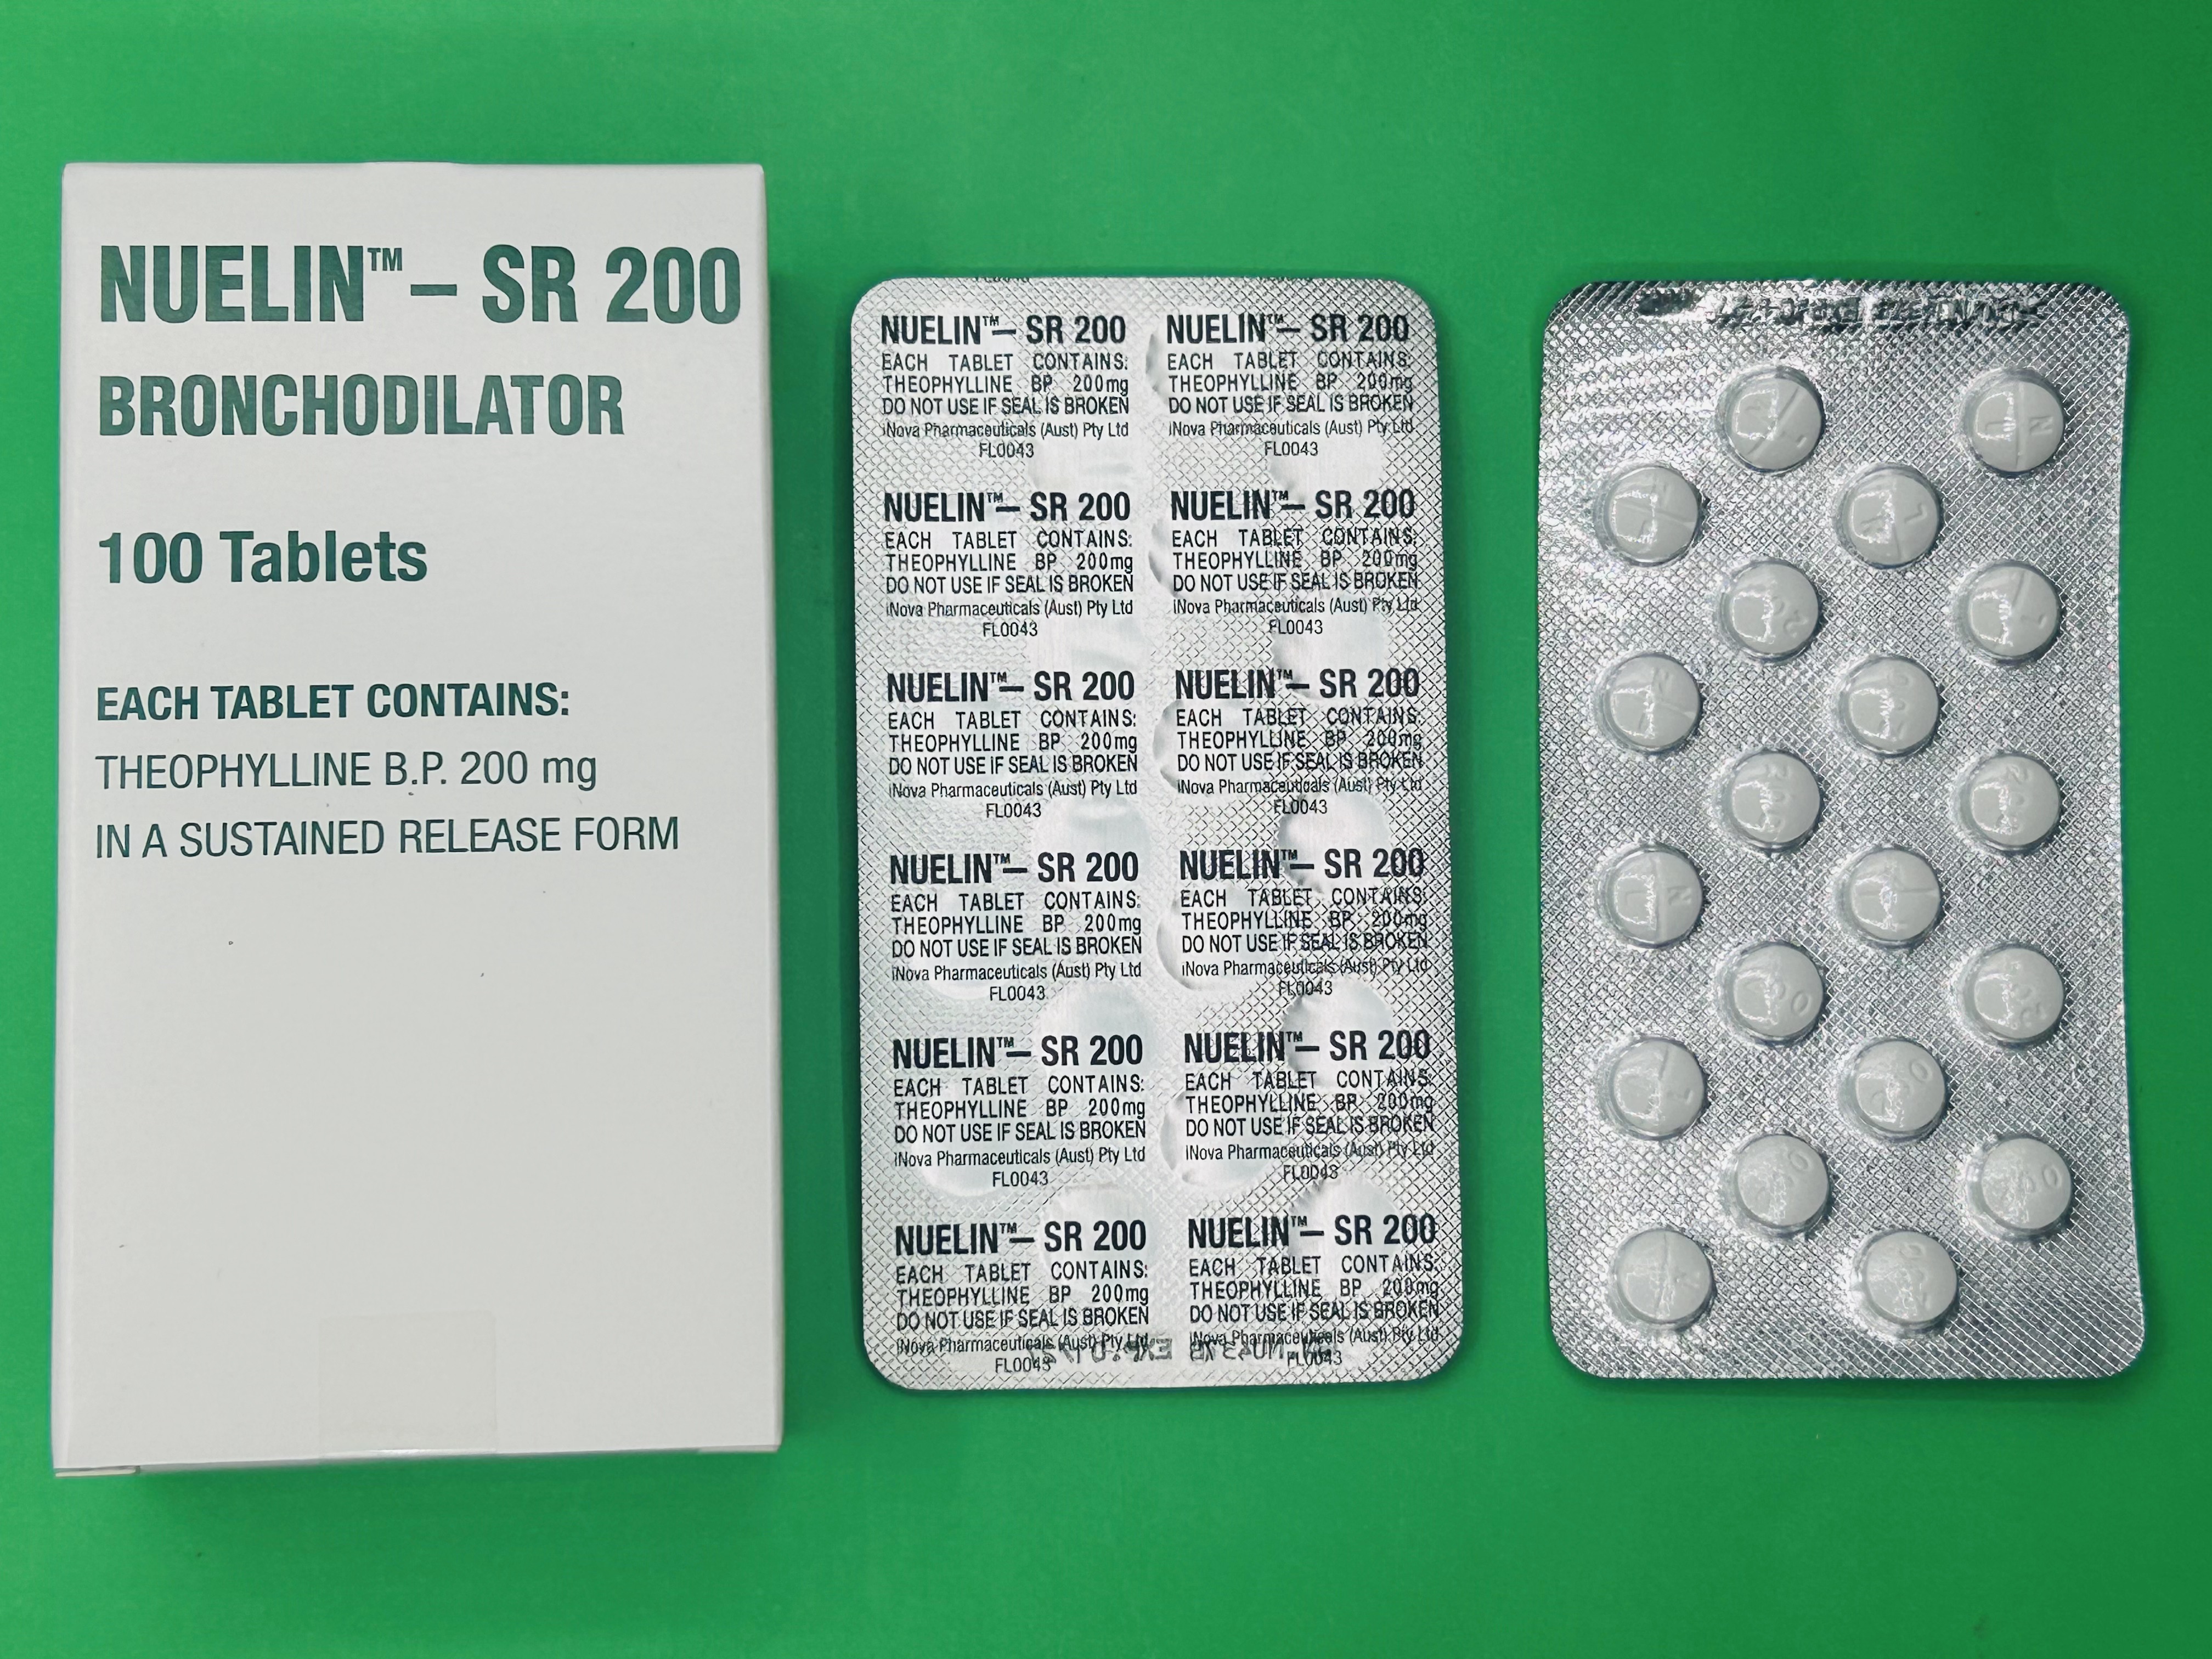 NUELIN™ – SR 200
BRONCHODILATOR
100 Tablets
EACH TABLET CONTAINS:
THEOPHYLLINE B.P. 200 mg
IN A SUSTAINED RELEASE FORM
NUELIN™– SR 200
EACH TABLET CONTAINS:
THEOPHYLLINE BP 200mg
DO NOT USE IF SEAL IS BROKEN
iNova Pharmaceuticals (Aust) Pty Ltd
FL0043
NUELIN™– SR 200
EACH TABLET CONTAINS:
THEOPHYLLINE BP 200mg
DO NOT USE IF SEAL IS BROKEN
iNova Pharmaceuticals (Aust) Pty Ltd
FL0043
NUELIN™– SR 200
EACH TABLET CONTAINS:
THEOPHYLLINE BP 200mg
DO NOT USE IF SEAL IS BROKEN
iNova Pharmaceuticals (Aust) Pty Ltd
FL0043
NUELIN™– SR 200
EACH TABLET CONTAINS:
THEOPHYLLINE BP 200mg
DO NOT USE IF SEAL IS BROKEN
iNova Pharmaceuticals (Aust) Pty Ltd
FL0043
NUELIN™– SR 200
EACH TABLET CONTAINS:
THEOPHYLLINE BP 200mg
DO NOT USE IF SEAL IS BROKEN
iNova Pharmaceuticals (Aust) Pty Ltd
FL0043
NUELIN™– SR 200
EACH TABLET CONTAINS:
THEOPHYLLINE BP 200mg
DO NOT USE IF SEAL IS BROKEN
iNova Pharmaceuticals (Aust) Pty Ltd
FL0043
NUELIN™– SR 200
EACH TABLET CONTAINS:
THEOPHYLLINE BP 200mg
DO NOT USE IF SEAL IS BROKEN
iNova Pharmaceuticals (Aust) Pty Ltd
FL0043
NUELIN™– SR 200
EACH TABLET CONTAINS:
THEOPHYLLINE BP 200mg
DO NOT USE IF SEAL IS BROKEN
iNova Pharmaceuticals (Aust) Pty Ltd
FL0043
NUELIN™– SR 200
EACH TABLET CONTAINS:
THEOPHYLLINE BP 200mg
DO NOT USE IF SEAL IS BROKEN
iNova Pharmaceuticals (Aust) Pty Ltd
FL0043
NUELIN™– SR 200
EACH TABLET CONTAINS:
THEOPHYLLINE BP 200mg
DO NOT USE IF SEAL IS BROKEN
iNova Pharmaceuticals (Aust) Pty Ltd
FL0043
NUELIN™– SR 200
EACH TABLET CONTAINS:
THEOPHYLLINE BP 200mg
DO NOT USE IF SEAL IS BROKEN
iNova Pharmaceuticals (Aust) Pty Ltd
FL0043
NUELIN™– SR 200
EACH TABLET CONTAINS:
THEOPHYLLINE BP 200mg
DO NOT USE IF SEAL IS BROKEN
iNova Pharmaceuticals (Aust) Pty Ltd
FL0043